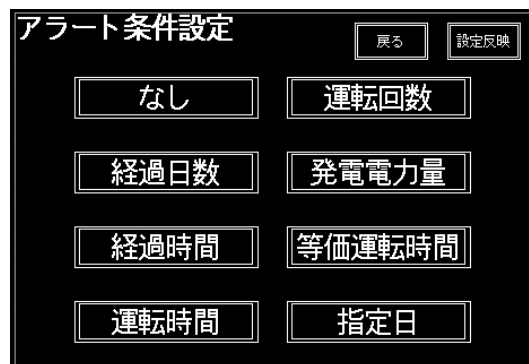 アラート条件設定
戻る
設定反映
なし
運転回数
経過日数
発電電力量
経過時間
等価運転時間
運転時間
指定日